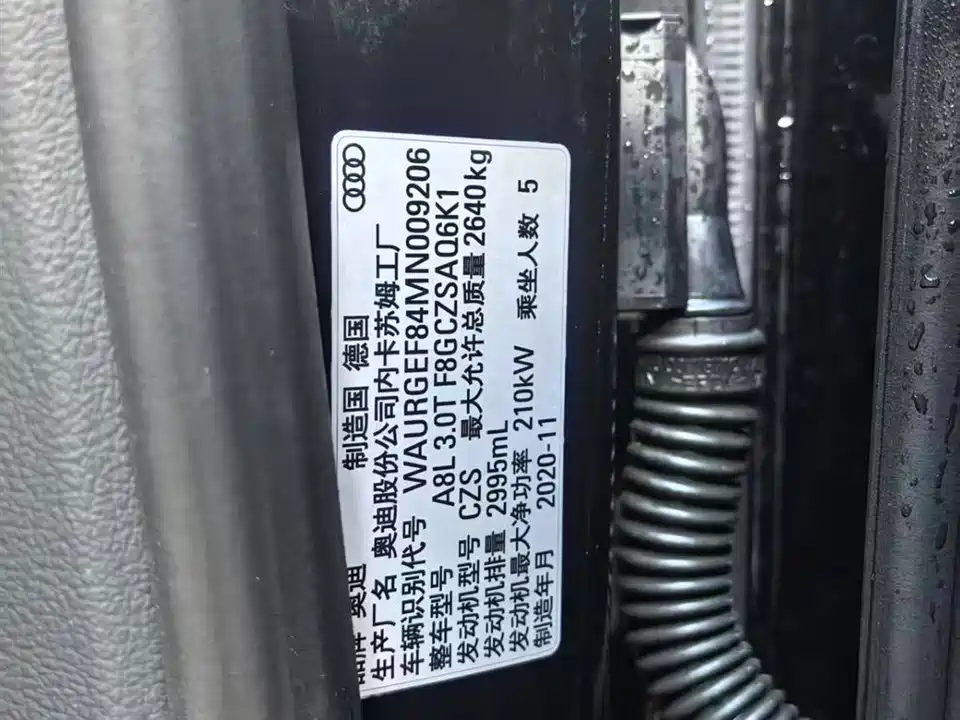 品牌 奥迪 制造国 德国
生产厂名 奥迪股份公司内卡苏姆工厂
车辆识别代号 WAURGEF84MN009206
整车型号 A8L 3.0T F8GCZSAQ6K1
发动机型号 CZS 最大允许总质量 2640kg
发动机排量 2995mL
发动机最大净功率 210kW 乘坐人数 5
制造年月 2020-11